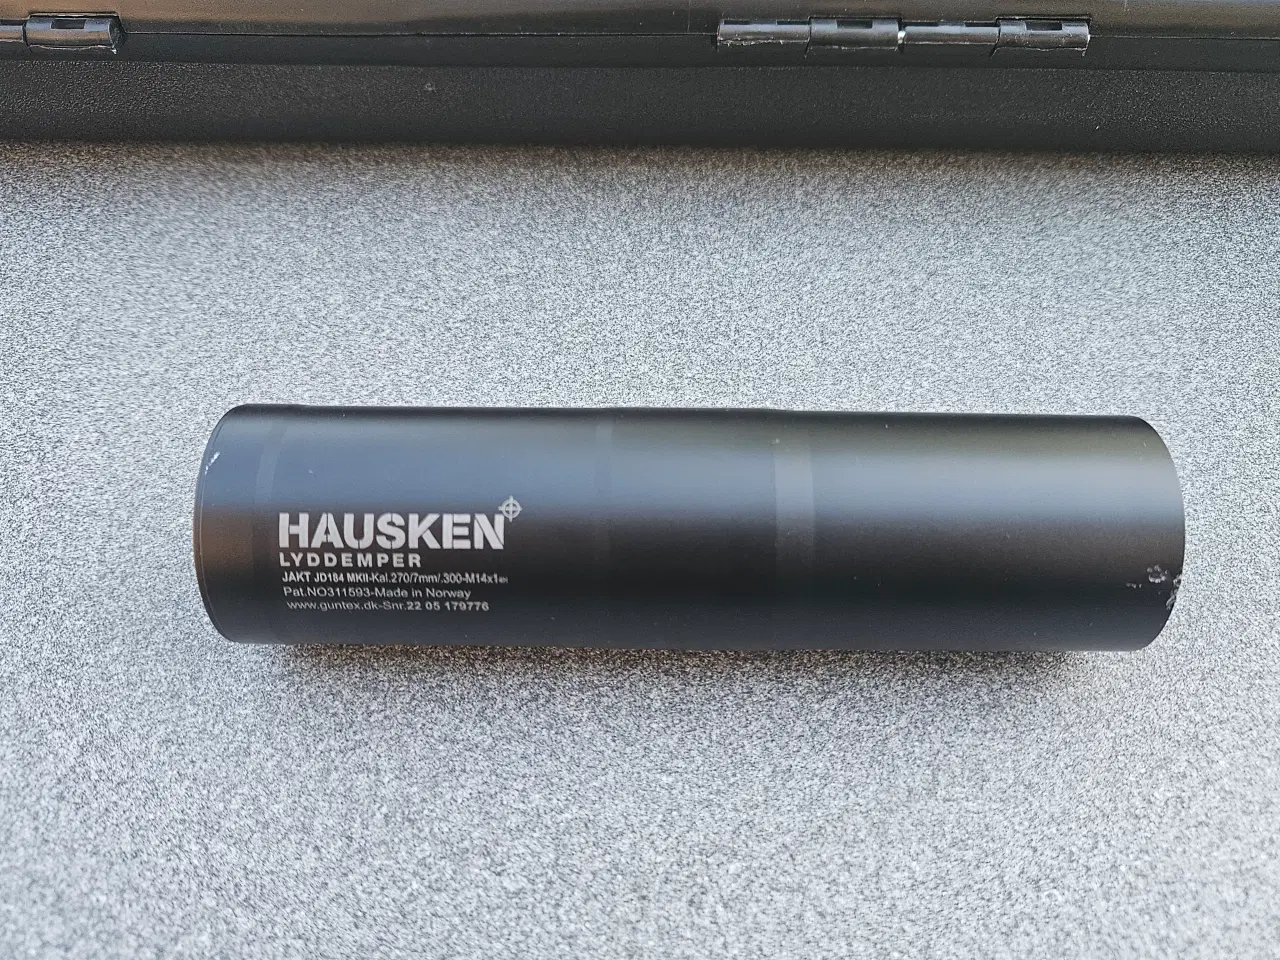 HAUSKEN
LYDDEMPER
JAKT JD184 MKII-Kal.270/7mm/.300-M14x1
Pat.NO311593-Made in Norway
www.guntex.dk-Snr.22 05 179776